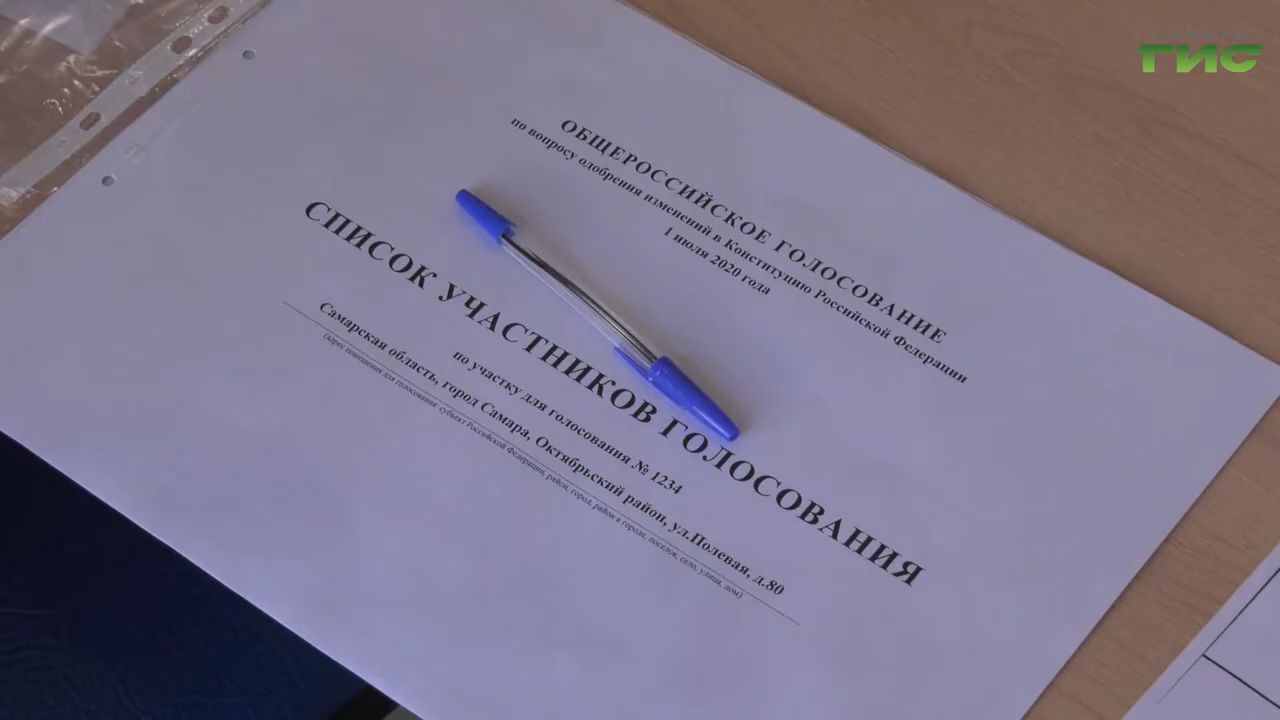 ГИС
ОБЩЕРОССИЙСКОЕ ГОЛОСОВАНИЕ
по вопросу одобрения изменений в Конституцию Российской Федерации
1 июля 2020 года
СПИСОК УЧАСТНИКОВ ГОЛОСОВАНИЯ
по участку для голосования № 1234
Самарская область, город Самара, Октябрьский район, ул.Полевая, д.80
(адрес помещения для голосования: субъект Российской Федерации, район, город, район в городе, поселок, село, улица, дом)